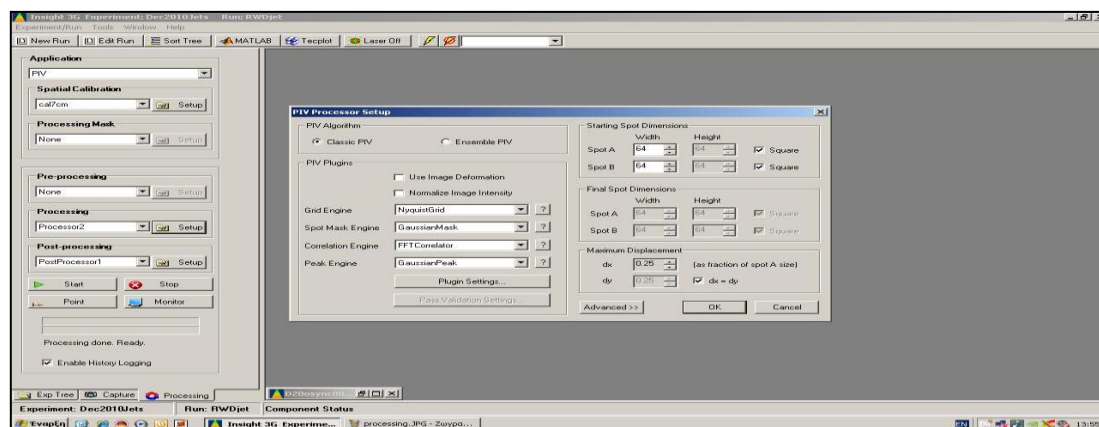 Insight 3G Experiment: Dec2010Jets Run: RWDjet
Experiment/Run Tools Window Help
New Run Edit Run Sort Tree MATLAB Tecplot Laser Off
Application
PIV
Spatial Calibration
cal7cm Setup
Processing Mask
None Setup
Pre-processing
None Setup
Processing
Processor2 Setup
Post-processing
PostProcessor1 Setup
Start Stop
Point Monitor
Processing done. Ready.
Enable History Logging
Exp Tree Capture Processing
PIV Processor Setup
PIV Algorithm
Classic PIV Ensemble PIV
PIV Plugins
Use Image Deformation
Normalize Image Intensity
Grid Engine NyquistGrid ?
Spot Mask Engine GaussianMask ?
Correlation Engine FFTCorrelator ?
Peak Engine GaussianPeak ?
Plugin Settings...
Pass Validation Settings...
Starting Spot Dimensions
Width Height
Spot A 64 64 Square
Spot B 64 64 Square
Final Spot Dimensions
Width Height
Spot A 64 64 Square
Spot B 64 64 Square
Maximum Displacement
dx 0.25 (as fraction of spot A size)
dy 0.25 dx = dy
Advanced >> OK Cancel
Experiment: Dec2010Jets Run: RWDjet Component Status
Έναρξη Insight 3G Experime... processing.JPG - Ζωγρα... EN 13:55